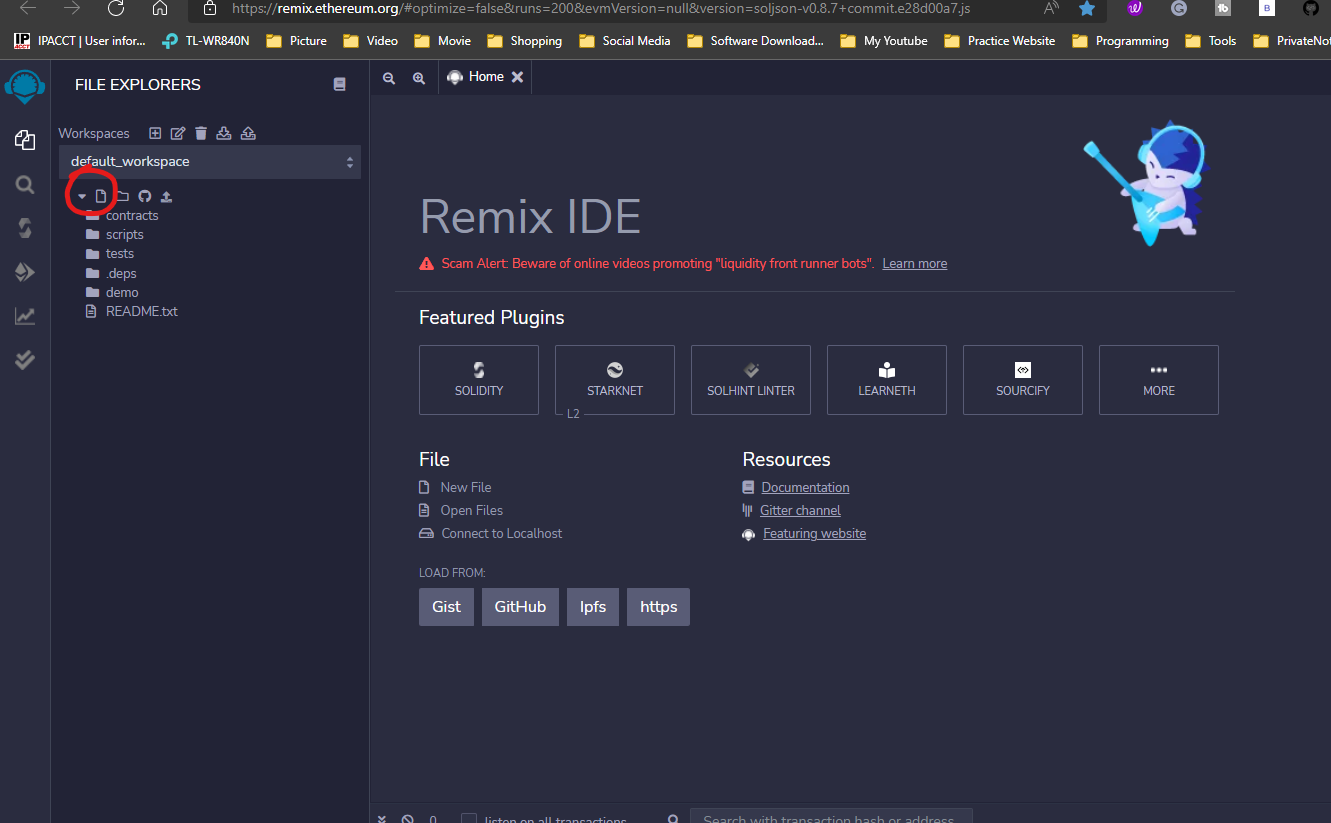 https://remix.ethereum.org/#optimize=false&runs=200&evmVersion=null&version=soljson-v0.8.7+commit.e28d00a7.js
IPACCT | User infor... TL-WR840N Picture Video Movie Shopping Social Media Software Download... My Youtube Practice Website Programming Tools PrivateNot
FILE EXPLORERS
Home
Workspaces
default_workspace
contracts
scripts
tests
.deps
demo
README.txt
Remix IDE
Scam Alert: Beware of online videos promoting "liquidity front runner bots". Learn more
Featured Plugins
SOLIDITY STARKNET SOLHINT LINTER LEARNETH SOURCIFY MORE
L2
File
New File
Open Files
Connect to Localhost
Resources
Documentation
Gitter channel
Featuring website
LOAD FROM:
Gist GitHub Ipfs https
0 listen on all transactions Search with transaction hash or address